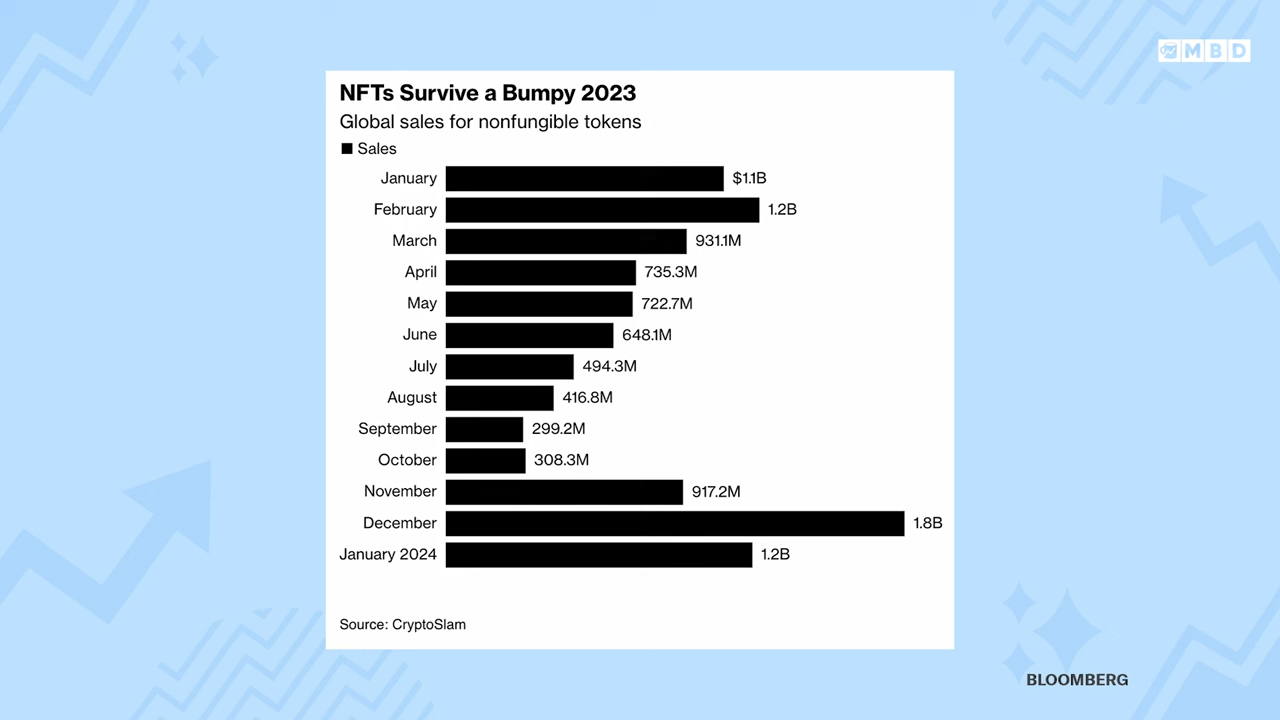 MBD
NFTs Survive a Bumpy 2023
Global sales for nonfungible tokens
Sales
January $1.1B
February 1.2B
March 931.1M
April 735.3M
May 722.7M
June 648.1M
July 494.3M
August 416.8M
September 299.2M
October 308.3M
November 917.2M
December 1.8B
January 2024 1.2B
Source: CryptoSlam
BLOOMBERG